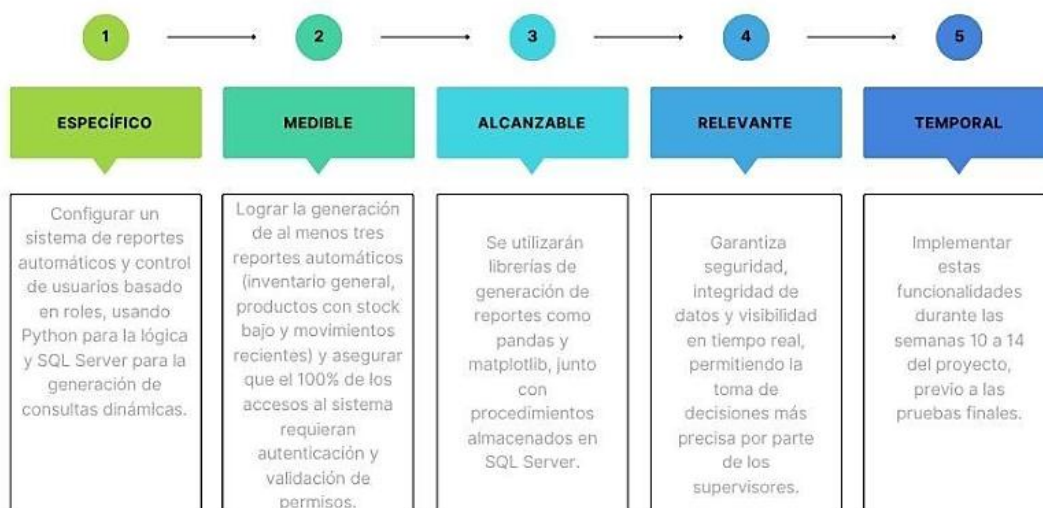 1
2
3
4
5
ESPECÍFICO
MEDIBLE
ALCANZABLE
RELEVANTE
TEMPORAL
Configurar un
sistema de reportes
automáticos y control
de usuarios basado
en roles, usando
Python para la lógica
y SQL Server para la
generación de
consultas dinámicas.
Lograr la generación
de al menos tres
reportes automáticos
(inventario general,
productos con stock
bajo y movimientos
recientes) y asegurar
que el 100% de los
accesos al sistema
requieran
autenticación y
validación de
permisos.
Se utilizarán
librerías de
generación de
reportes como
pandas y
matplotlib, junto
con
procedimientos
almacenados en
SQL Server.
Garantiza
seguridad,
integridad de
datos y visibilidad
en tiempo real,
permitiendo la
toma de
decisiones más
precisa por parte
de los
supervisores.
Implementar
estas
funcionalidades
durante las
semanas 10 a 14
del proyecto,
previo a las
pruebas finales.